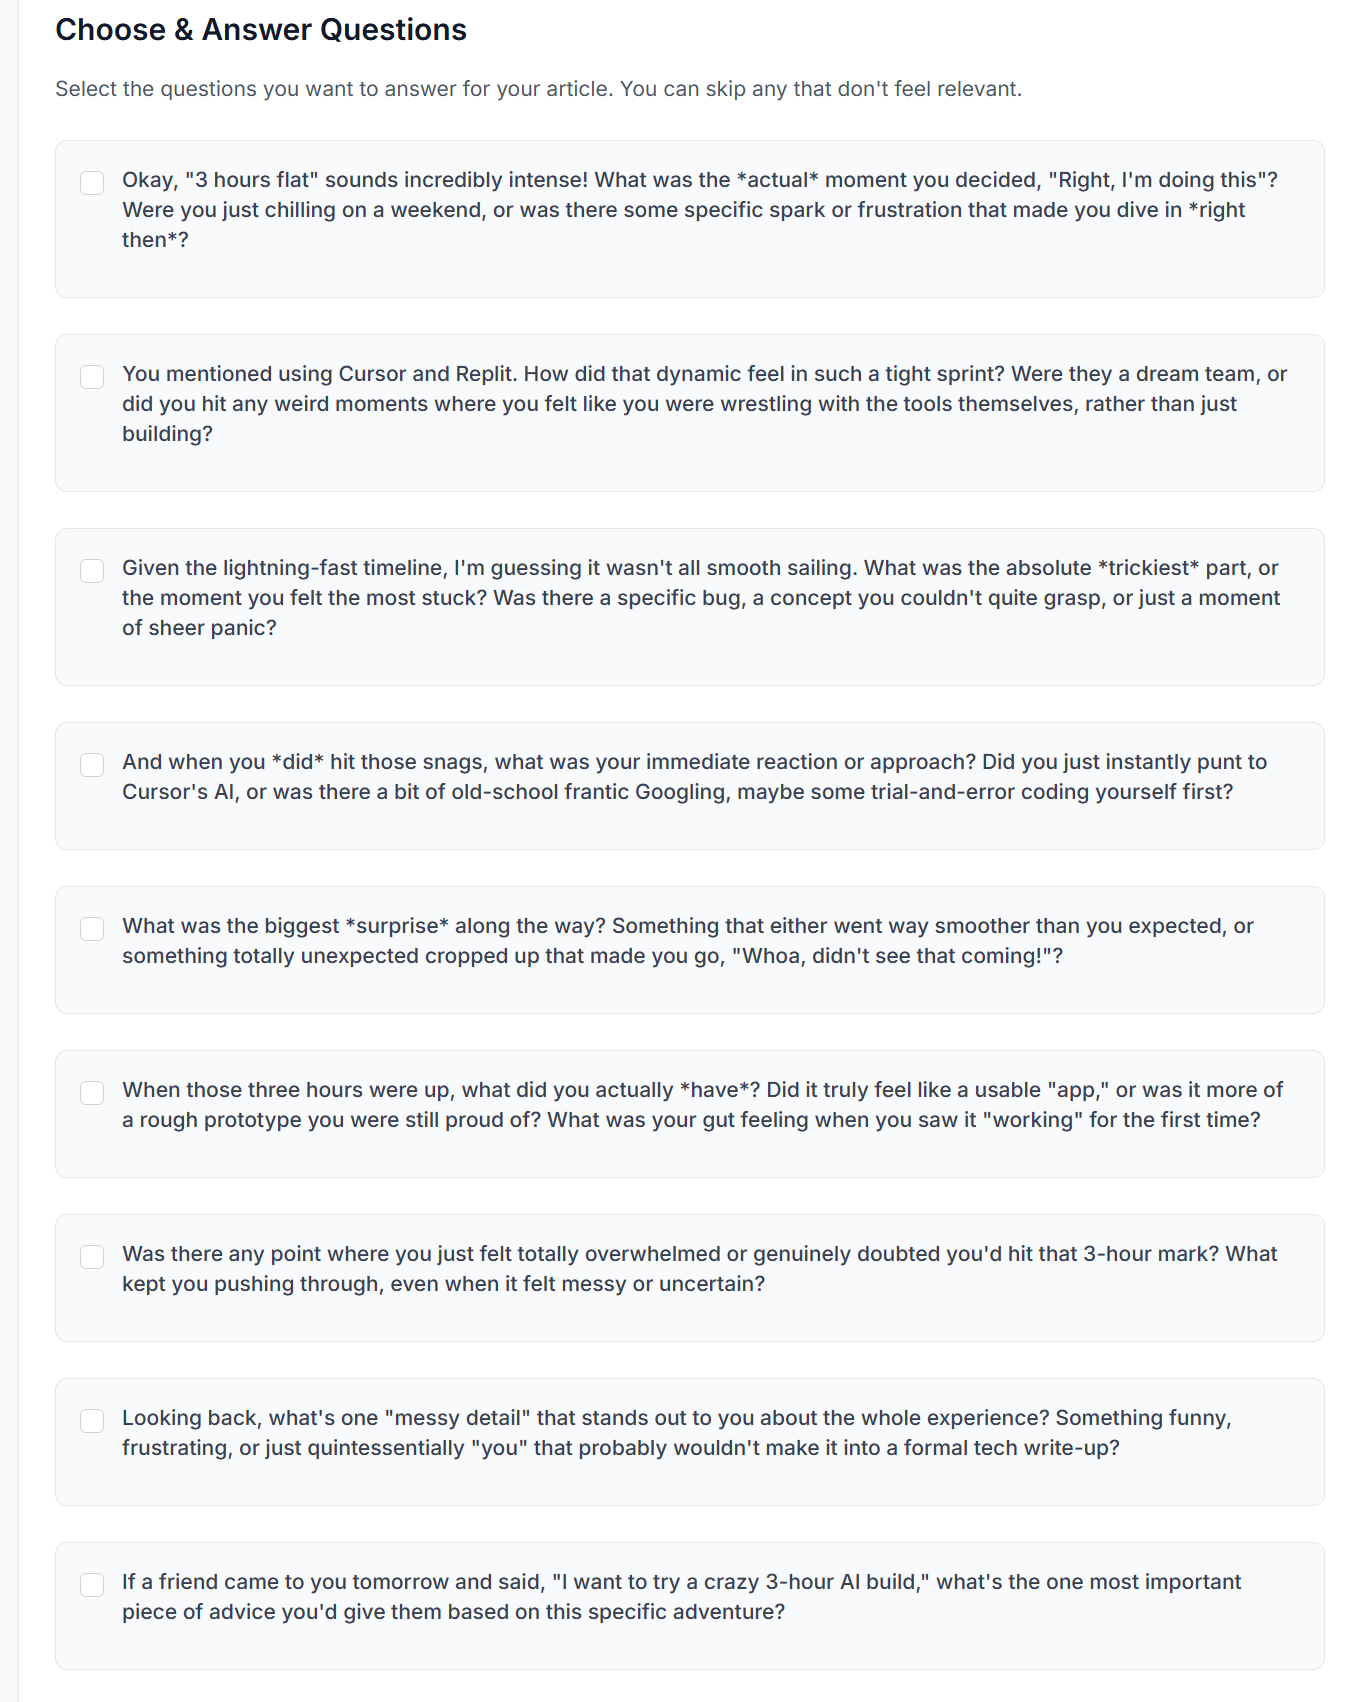 Choose & Answer Questions
Select the questions you want to answer for your article. You can skip any that don't feel relevant.
Okay, "3 hours flat" sounds incredibly intense! What was the *actual* moment you decided, "Right, I'm doing this"?
Were you just chilling on a weekend, or was there some specific spark or frustration that made you dive in *right
then*?
You mentioned using Cursor and Replit. How did that dynamic feel in such a tight sprint? Were they a dream team, or
did you hit any weird moments where you felt like you were wrestling with the tools themselves, rather than just
building?
Given the lightning-fast timeline, I'm guessing it wasn't all smooth sailing. What was the absolute *trickiest* part, or
the moment you felt the most stuck? Was there a specific bug, a concept you couldn't quite grasp, or just a moment
of sheer panic?
And when you *did* hit those snags, what was your immediate reaction or approach? Did you just instantly punt to
Cursor's AI, or was there a bit of old-school frantic Googling, maybe some trial-and-error coding yourself first?
What was the biggest *surprise* along the way? Something that either went way smoother than you expected, or
something totally unexpected cropped up that made you go, "Whoa, didn't see that coming!"?
When those three hours were up, what did you actually *have*? Did it truly feel like a usable "app," or was it more of
a rough prototype you were still proud of? What was your gut feeling when you saw it "working" for the first time?
Was there any point where you just felt totally overwhelmed or genuinely doubted you'd hit that 3-hour mark? What
kept you pushing through, even when it felt messy or uncertain?
Looking back, what's one "messy detail" that stands out to you about the whole experience? Something funny,
frustrating, or just quintessentially "you" that probably wouldn't make it into a formal tech write-up?
If a friend came to you tomorrow and said, "I want to try a crazy 3-hour AI build," what's the one most important
piece of advice you'd give them based on this specific adventure?